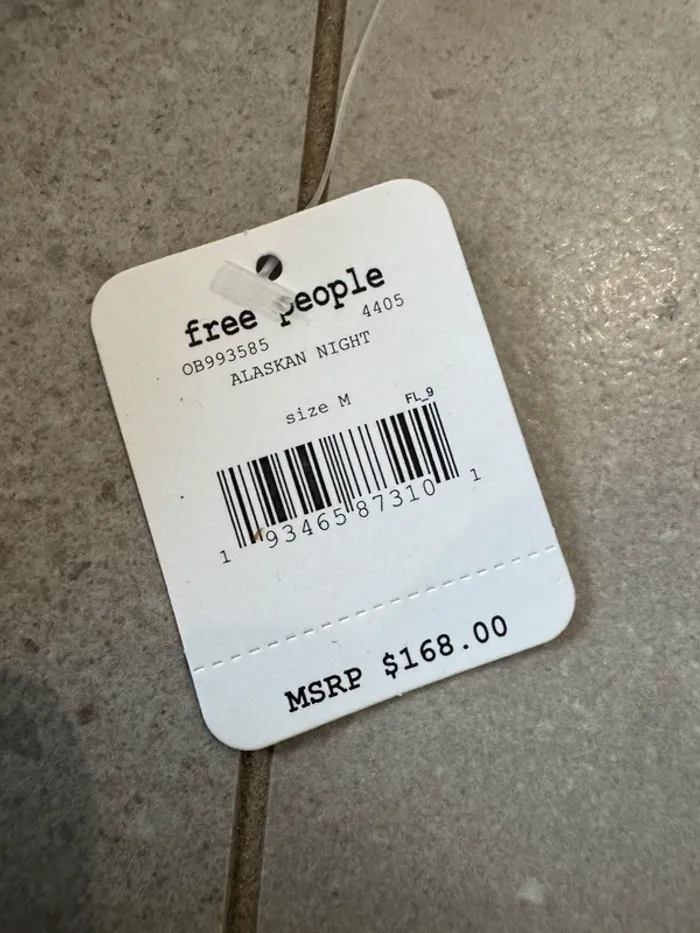 free people
OB993585 4405
ALASKAN NIGHT
size M FL_9
1 93465 87310 1
MSRP $168.00